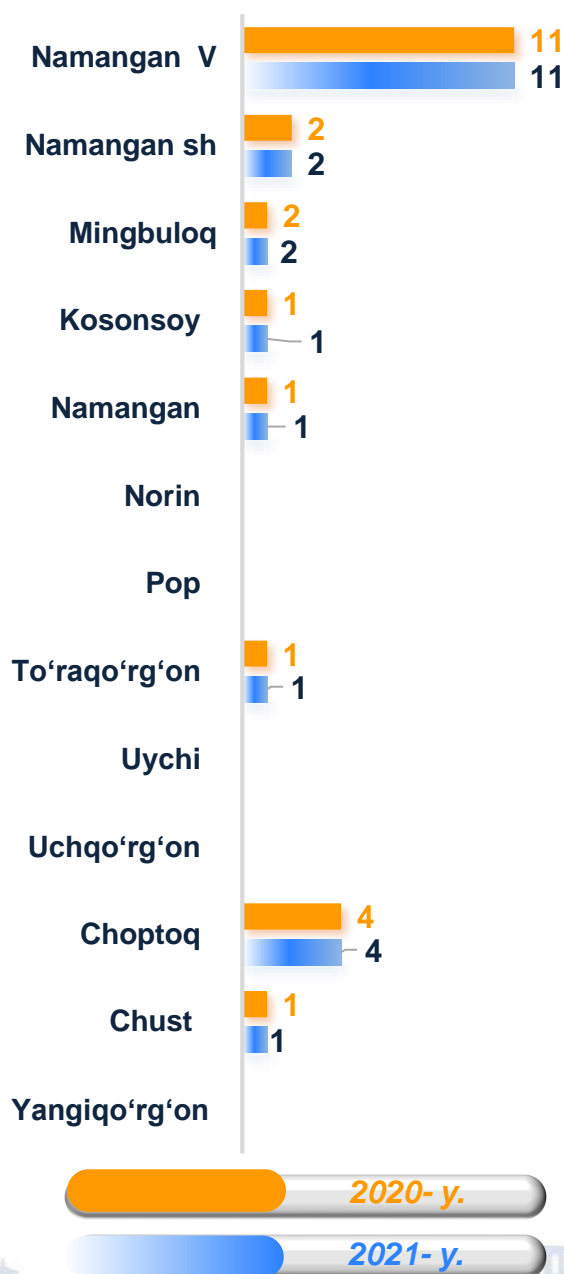 Namangan V
11
11
Namangan sh
2
2
Mingbuloq
2
2
Kosonsoy
1
1
Namangan
1
1
Norin
Pop
To‘raqo‘rg‘on
1
1
Uychi
Uchqo‘rg‘on
Choptoq
4
4
Chust
1
1
Yangiqo‘rg‘on
2020- y.
2021- y.